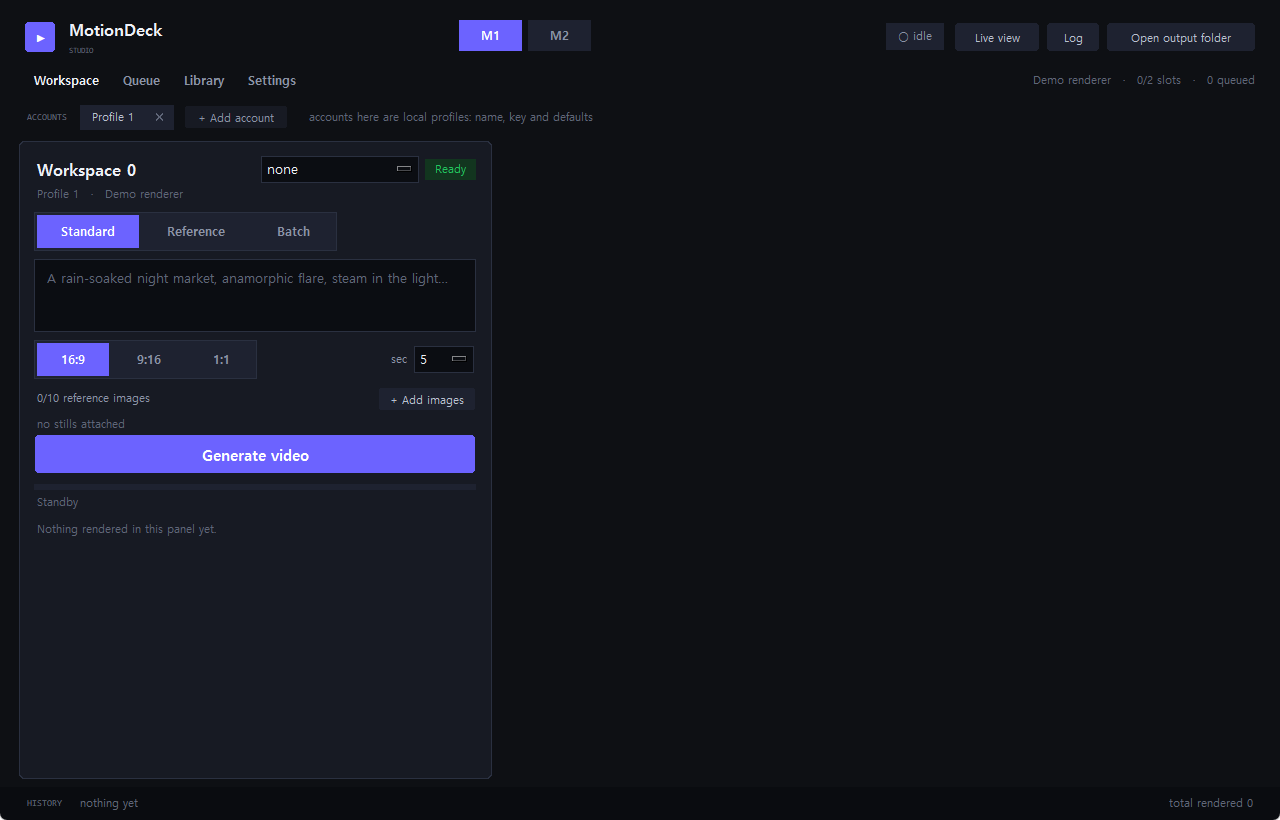 MotionDeck
STUDIO
M1
M2
idle
Live view
Log
Open output folder
Workspace
Queue
Library
Settings
Demo renderer · 0/2 slots · 0 queued
ACCOUNTS
Profile 1 ×
+ Add account
accounts here are local profiles: name, key and defaults
Workspace 0
none
Ready
Profile 1 · Demo renderer
Standard
Reference
Batch
A rain-soaked night market, anamorphic flare, steam in the light...
16:9
9:16
1:1
sec
5
0/10 reference images
+ Add images
no stills attached
Generate video
Standby
Nothing rendered in this panel yet.
HISTORY
nothing yet
total rendered 0